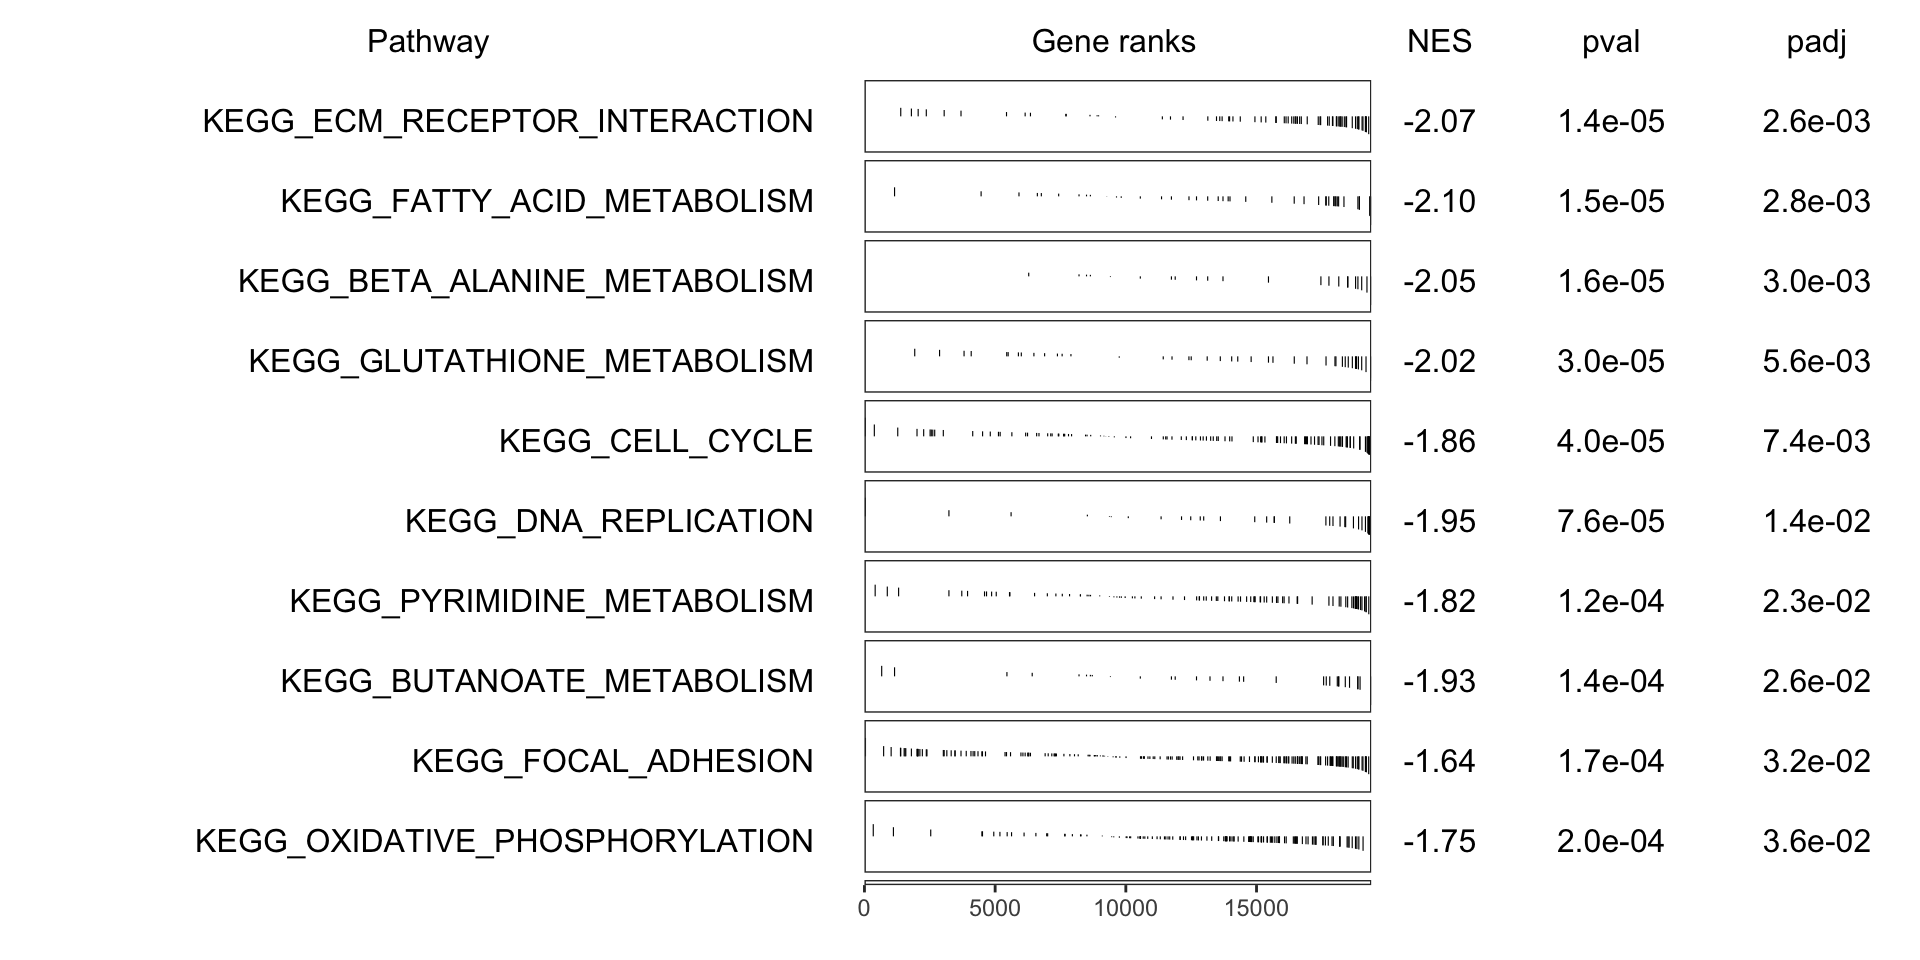 Pathway Gene ranks NES pval padj
KEGG_ECM_RECEPTOR_INTERACTION -2.07 1.4e-05 2.6e-03
KEGG_FATTY_ACID_METABOLISM -2.10 1.5e-05 2.8e-03
KEGG_BETA_ALANINE_METABOLISM -2.05 1.6e-05 3.0e-03
KEGG_GLUTATHIONE_METABOLISM -2.02 3.0e-05 5.6e-03
KEGG_CELL_CYCLE -1.86 4.0e-05 7.4e-03
KEGG_DNA_REPLICATION -1.95 7.6e-05 1.4e-02
KEGG_PYRIMIDINE_METABOLISM -1.82 1.2e-04 2.3e-02
KEGG_BUTANOATE_METABOLISM -1.93 1.4e-04 2.6e-02
KEGG_FOCAL_ADHESION -1.64 1.7e-04 3.2e-02
KEGG_OXIDATIVE_PHOSPHORYLATION -1.75 2.0e-04 3.6e-02
0 5000 10000 15000